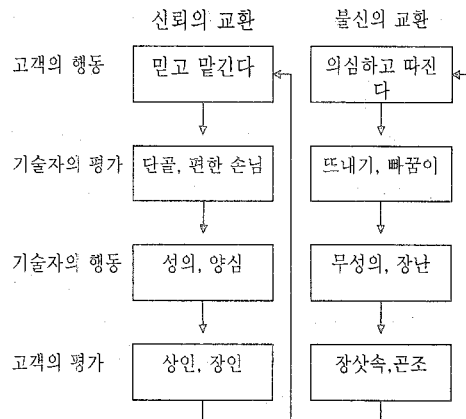 신뢰의 교환 불신의 교환
고객의 행동 믿고 맡긴다 의심하고 따진
다
기술자의 평가 단골, 편한 손님 뜨내기, 빠꿈이
기술자의 행동 성의, 양심 무성의, 장난
고객의 평가 상인, 장인 장삿속,곤조